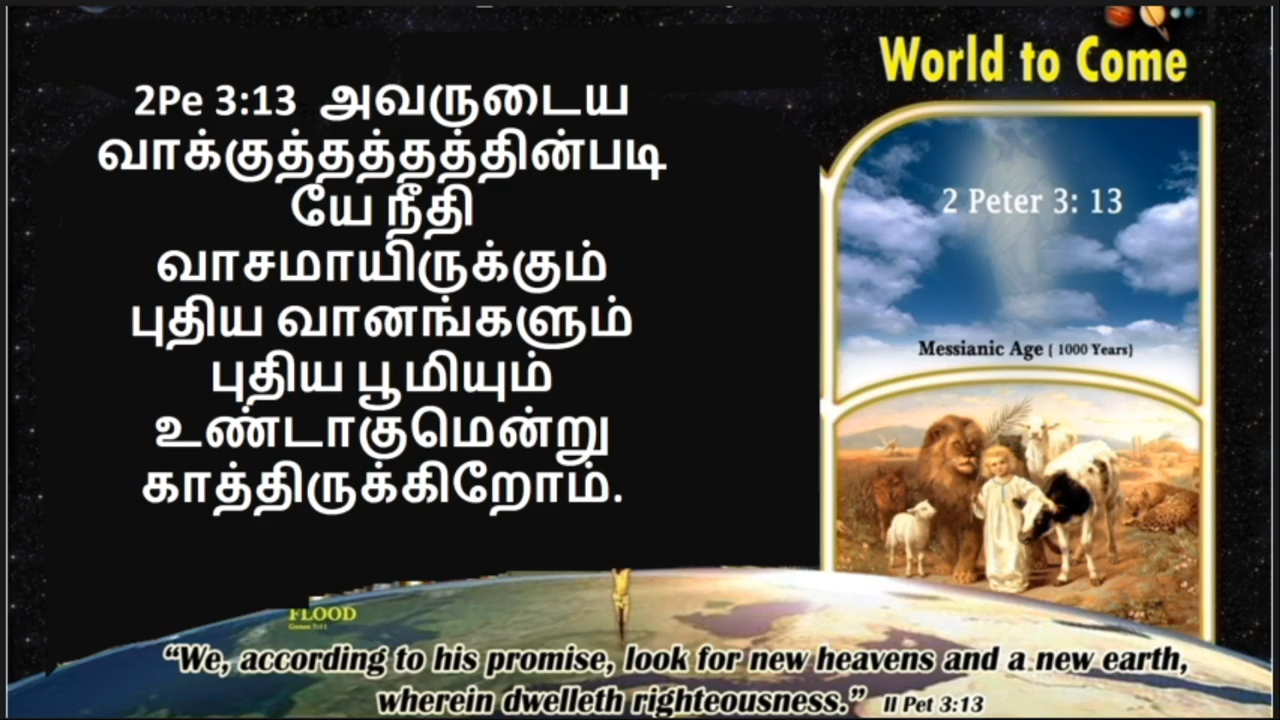 World to Come
2Pe 3:13 அவருடைய
வாக்குத்தத்தத்தின்படி
யே நீதி
வாசமாயிருக்கும்
புதிய வானங்களும்
புதிய பூமியும்
உண்டாகுமென்று
காத்திருக்கிறோம்.
2 Peter 3: 13
Messianic Age [ 1000 Years}
FLOOD
“We, according to his promise, look for new heavens and a new earth,
wherein dwelleth righteousness.” II Pet 3:13